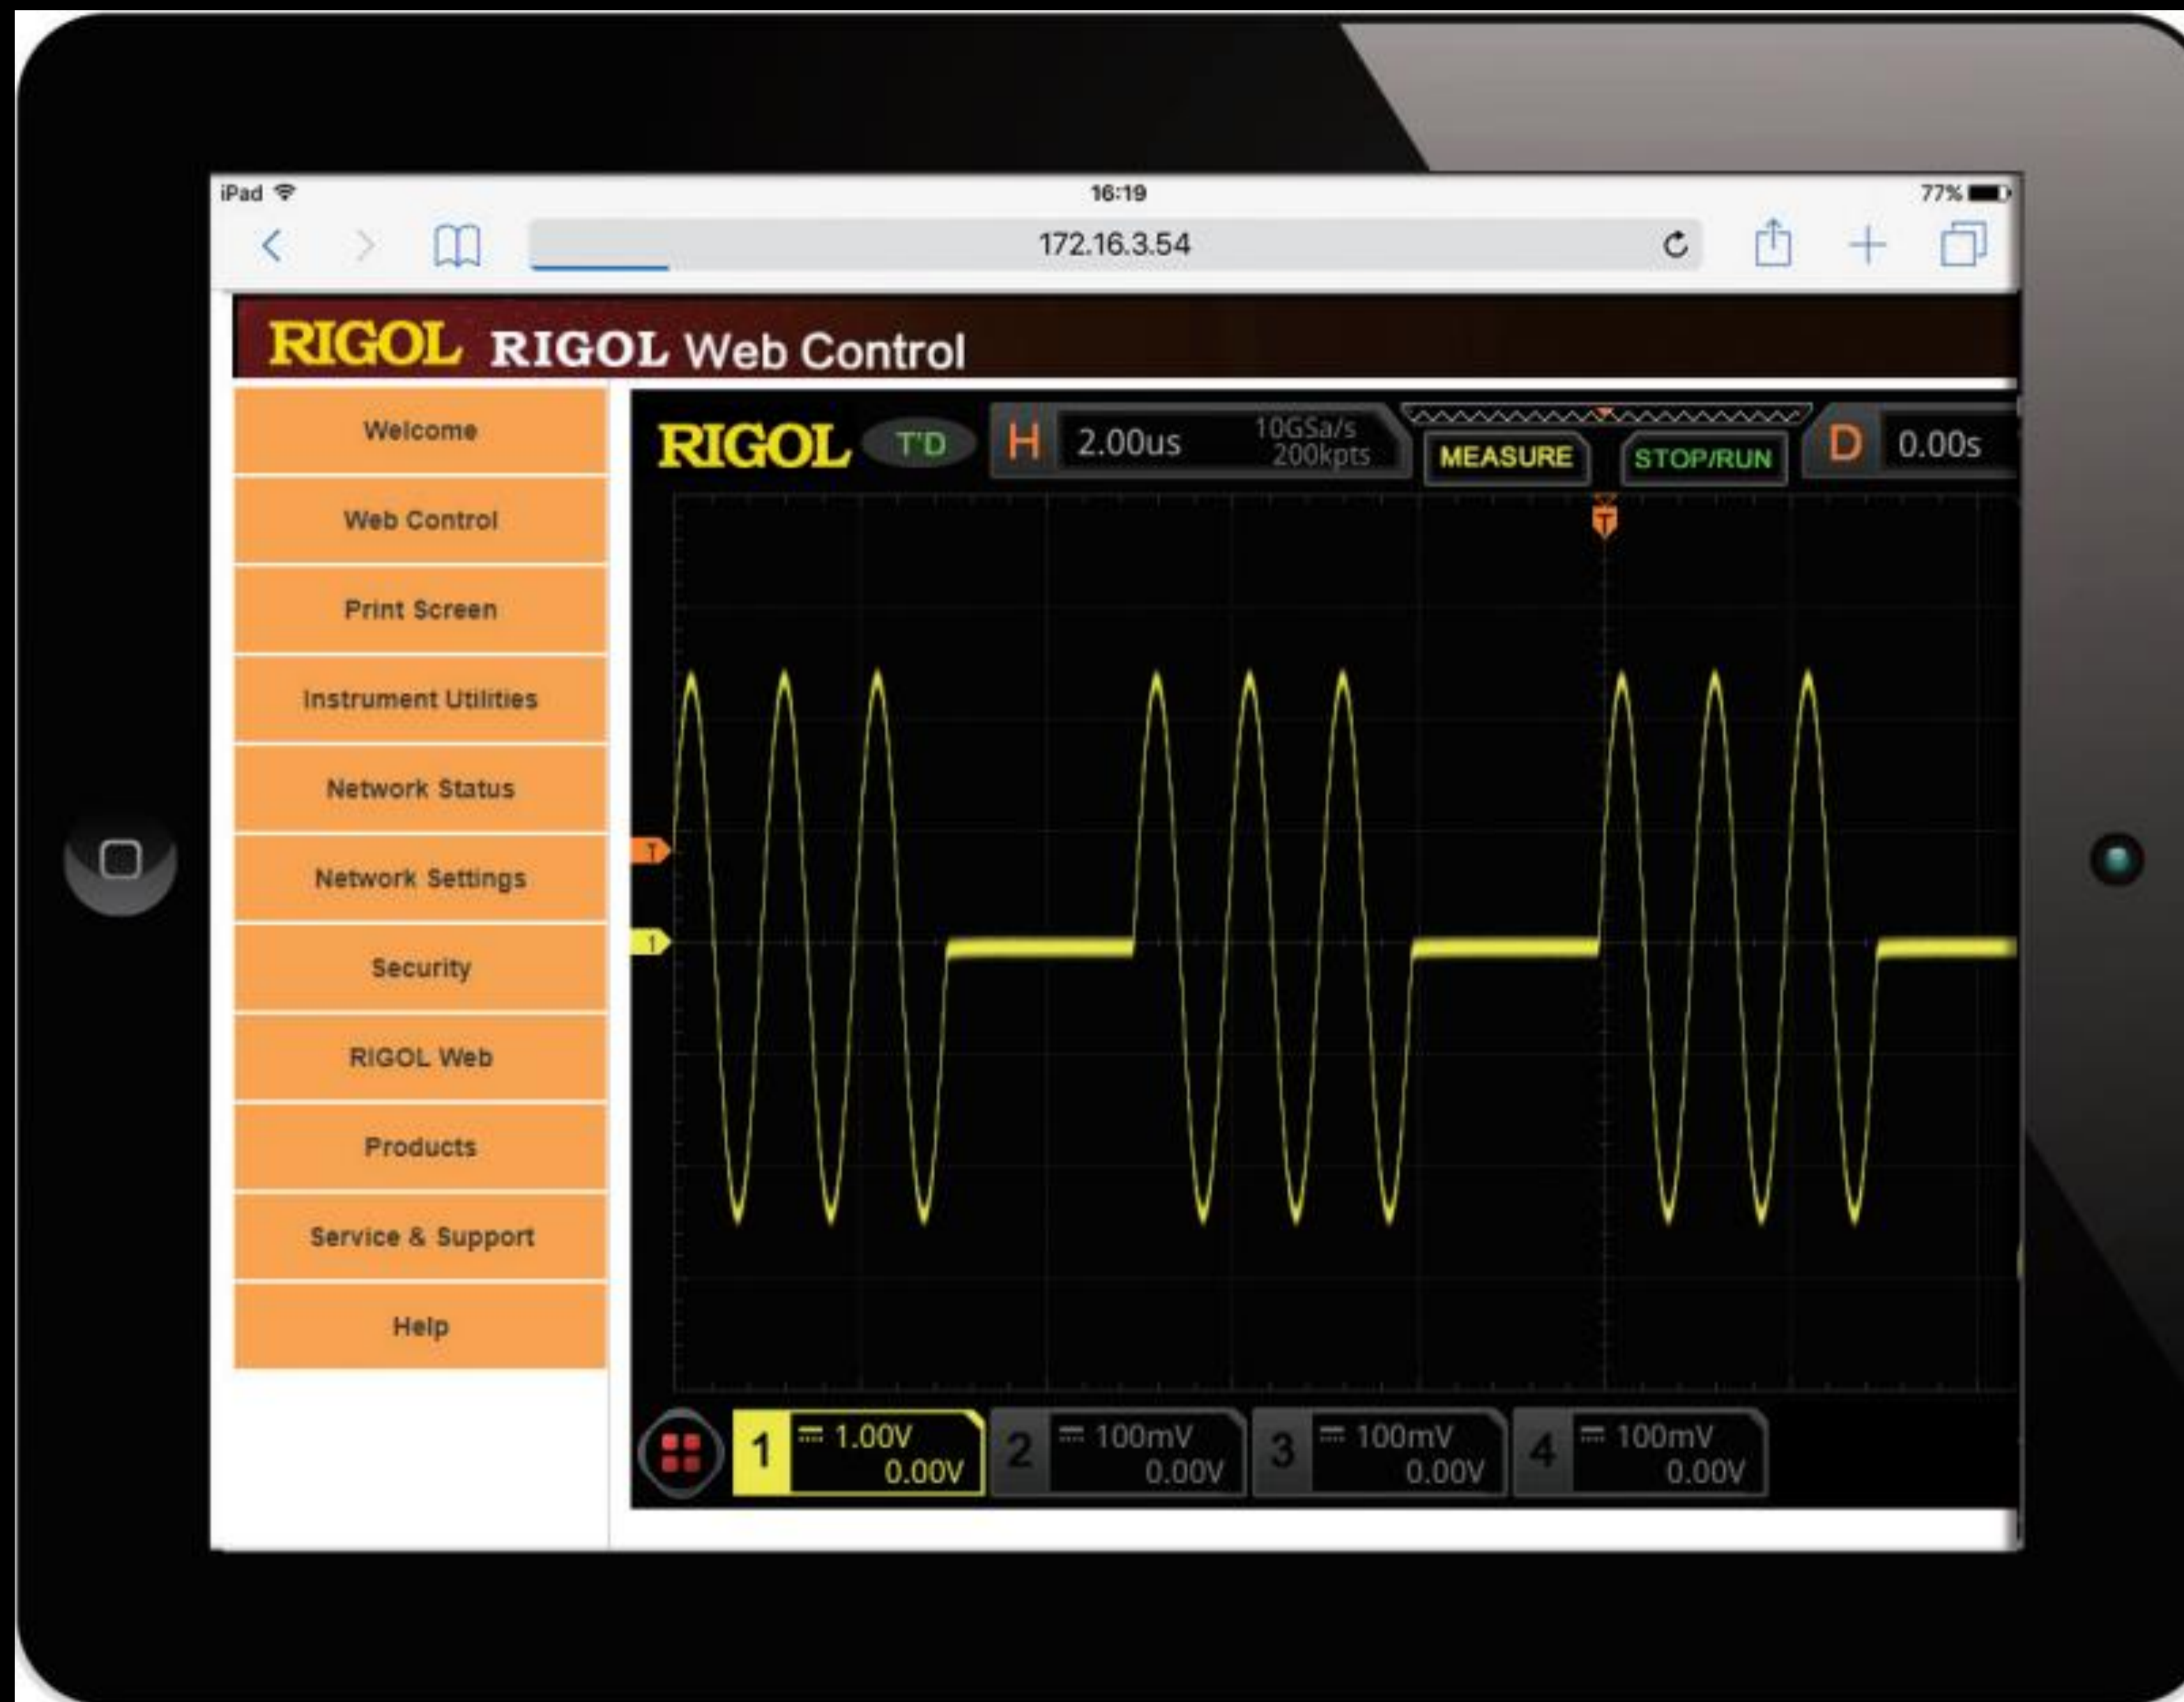 iPad
16:19
77%
172.16.3.54
RIGOL RIGOL Web Control
Welcome
Web Control
Print Screen
Instrument Utilities
Network Status
Network Settings
Security
RIGOL Web
Products
Service & Support
Help
RIGOL T'D H 2.00us 10GSa/s
200kpts
MEASURE STOP/RUN D 0.00s
T
T
1
1 1.00V
0.00V
2 100mV
0.00V
3 100mV
0.00V
4 100mV
0.00V